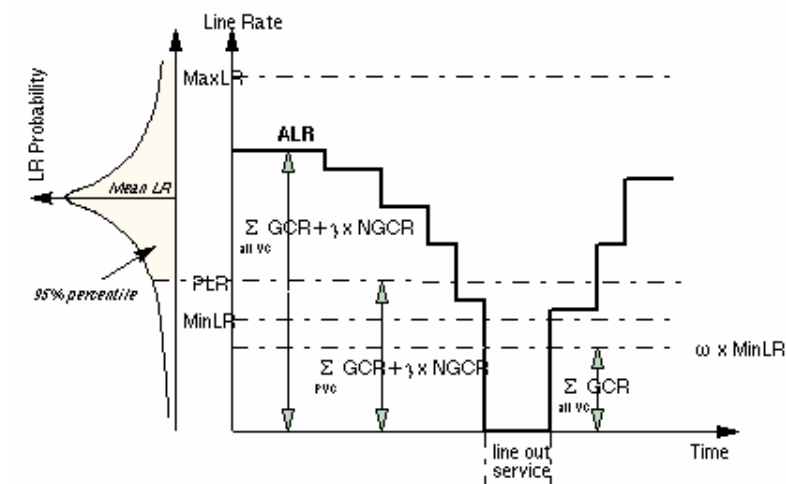 Line Rate
MaxLR
LR Probability
ALR
Mean LR
Σ GCR + γ x NGCR
all VC
95% percentile
PLR
MinLR
ω x MinLR
Σ GCR + γ x NGCR
PVC
Σ GCR
all VC
Time
line out
service